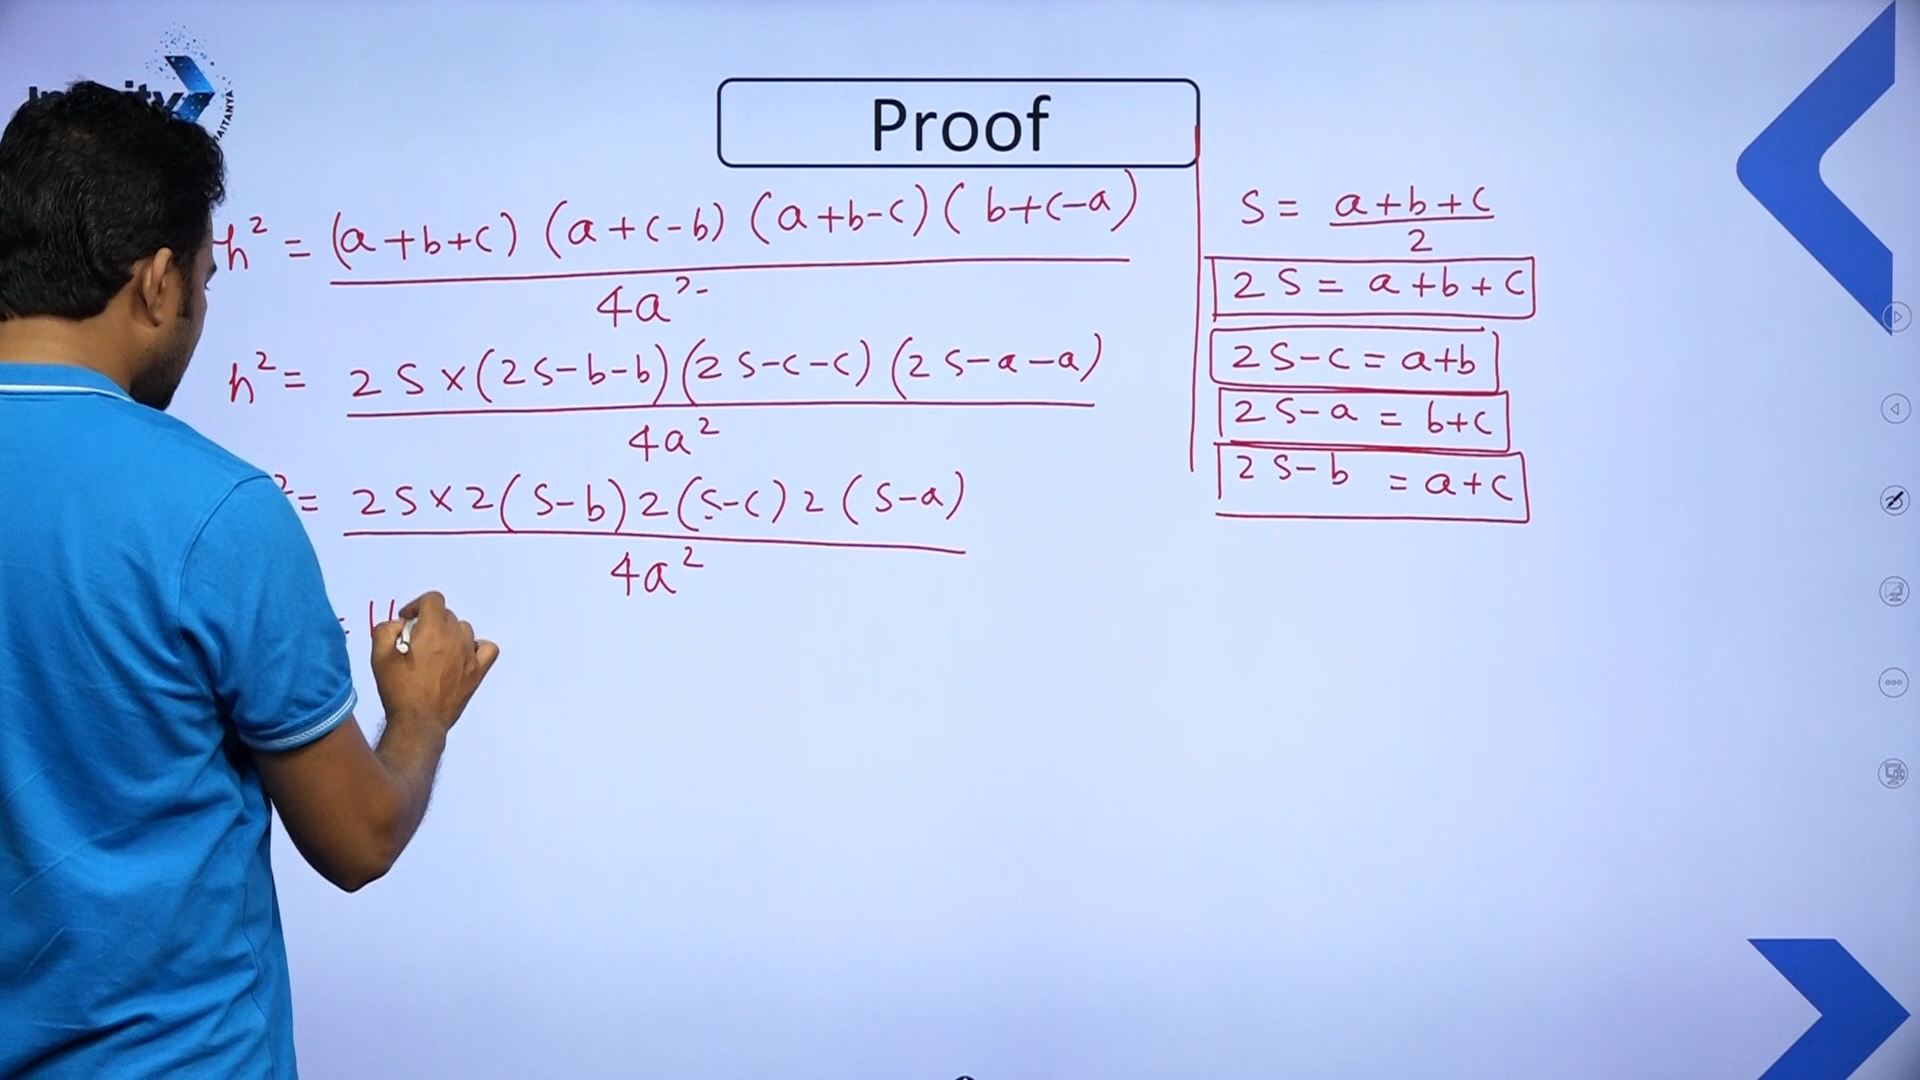 Proof
h² = (a+b+c) (a+c-b) (a+b-c) (b+c-a)
4a²
h² = 2S×(2S-b-b)(2S-c-c)(2S-a-a)
4a²
²= 2S×2(S-b)2(S-c)2(S-a)
4a²
=
S = a+b+c
2
2S = a+b+c
2S-c = a+b
2S-a = b+c
2S-b = a+c